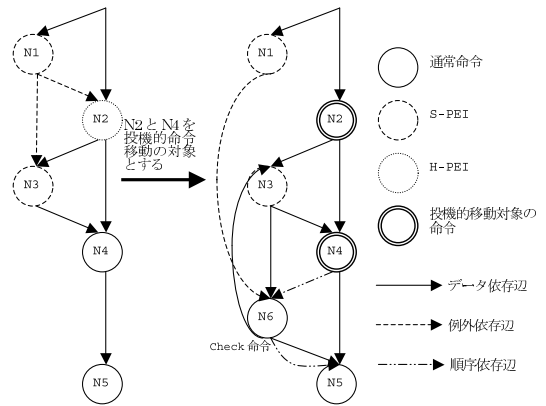 N1
N2
N3
N4
N5
N2とN4を
投機的命令
移動の対象
とする
N1
N2
N3
N4
N6
Check 命令
N5
通常命令
S-PEI
H-PEI
投機的移動対象の
命令
データ依存辺
例外依存辺
順序依存辺